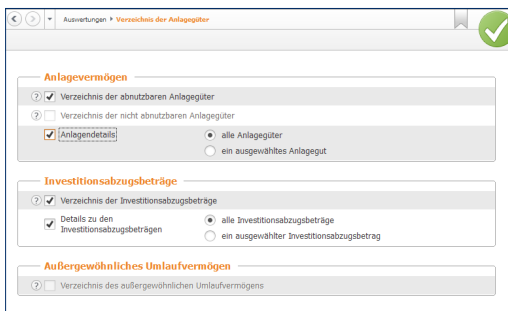 Auswertungen Verzeichnis der Anlagegüter
Anlagevermögen
Verzeichnis der abnutzbaren Anlagegüter
Verzeichnis der nicht abnutzbaren Anlagegüter
Anlagendetails
alle Anlagegüter
ein ausgewähltes Anlagegut
Investitionsabzugsbeträge
Verzeichnis der Investitionsabzugsbeträge
Details zu den
Investitionsabzugsbeträgen
alle Investitionsabzugsbeträge
ein ausgewählter Investitionsabzugsbetrag
Außergewöhnliches Umlaufvermögen
Verzeichnis des außergewöhnlichen Umlaufvermögens